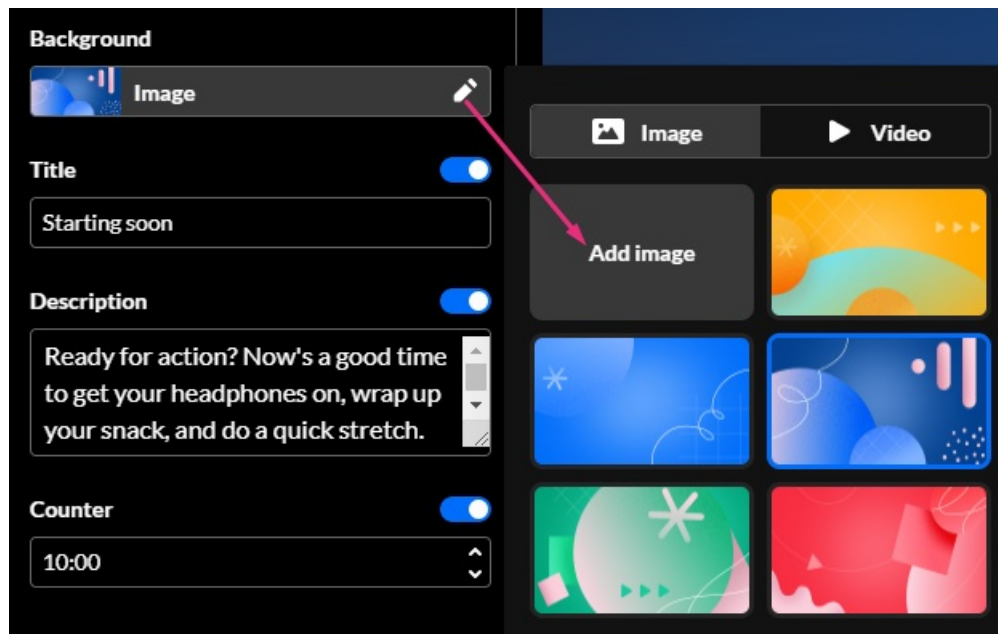 Background
Image
Title
Starting soon
Description
Ready for action? Now's a good time
to get your headphones on, wrap up
your snack, and do a quick stretch.
Counter
10:00
Image
Video
Add image